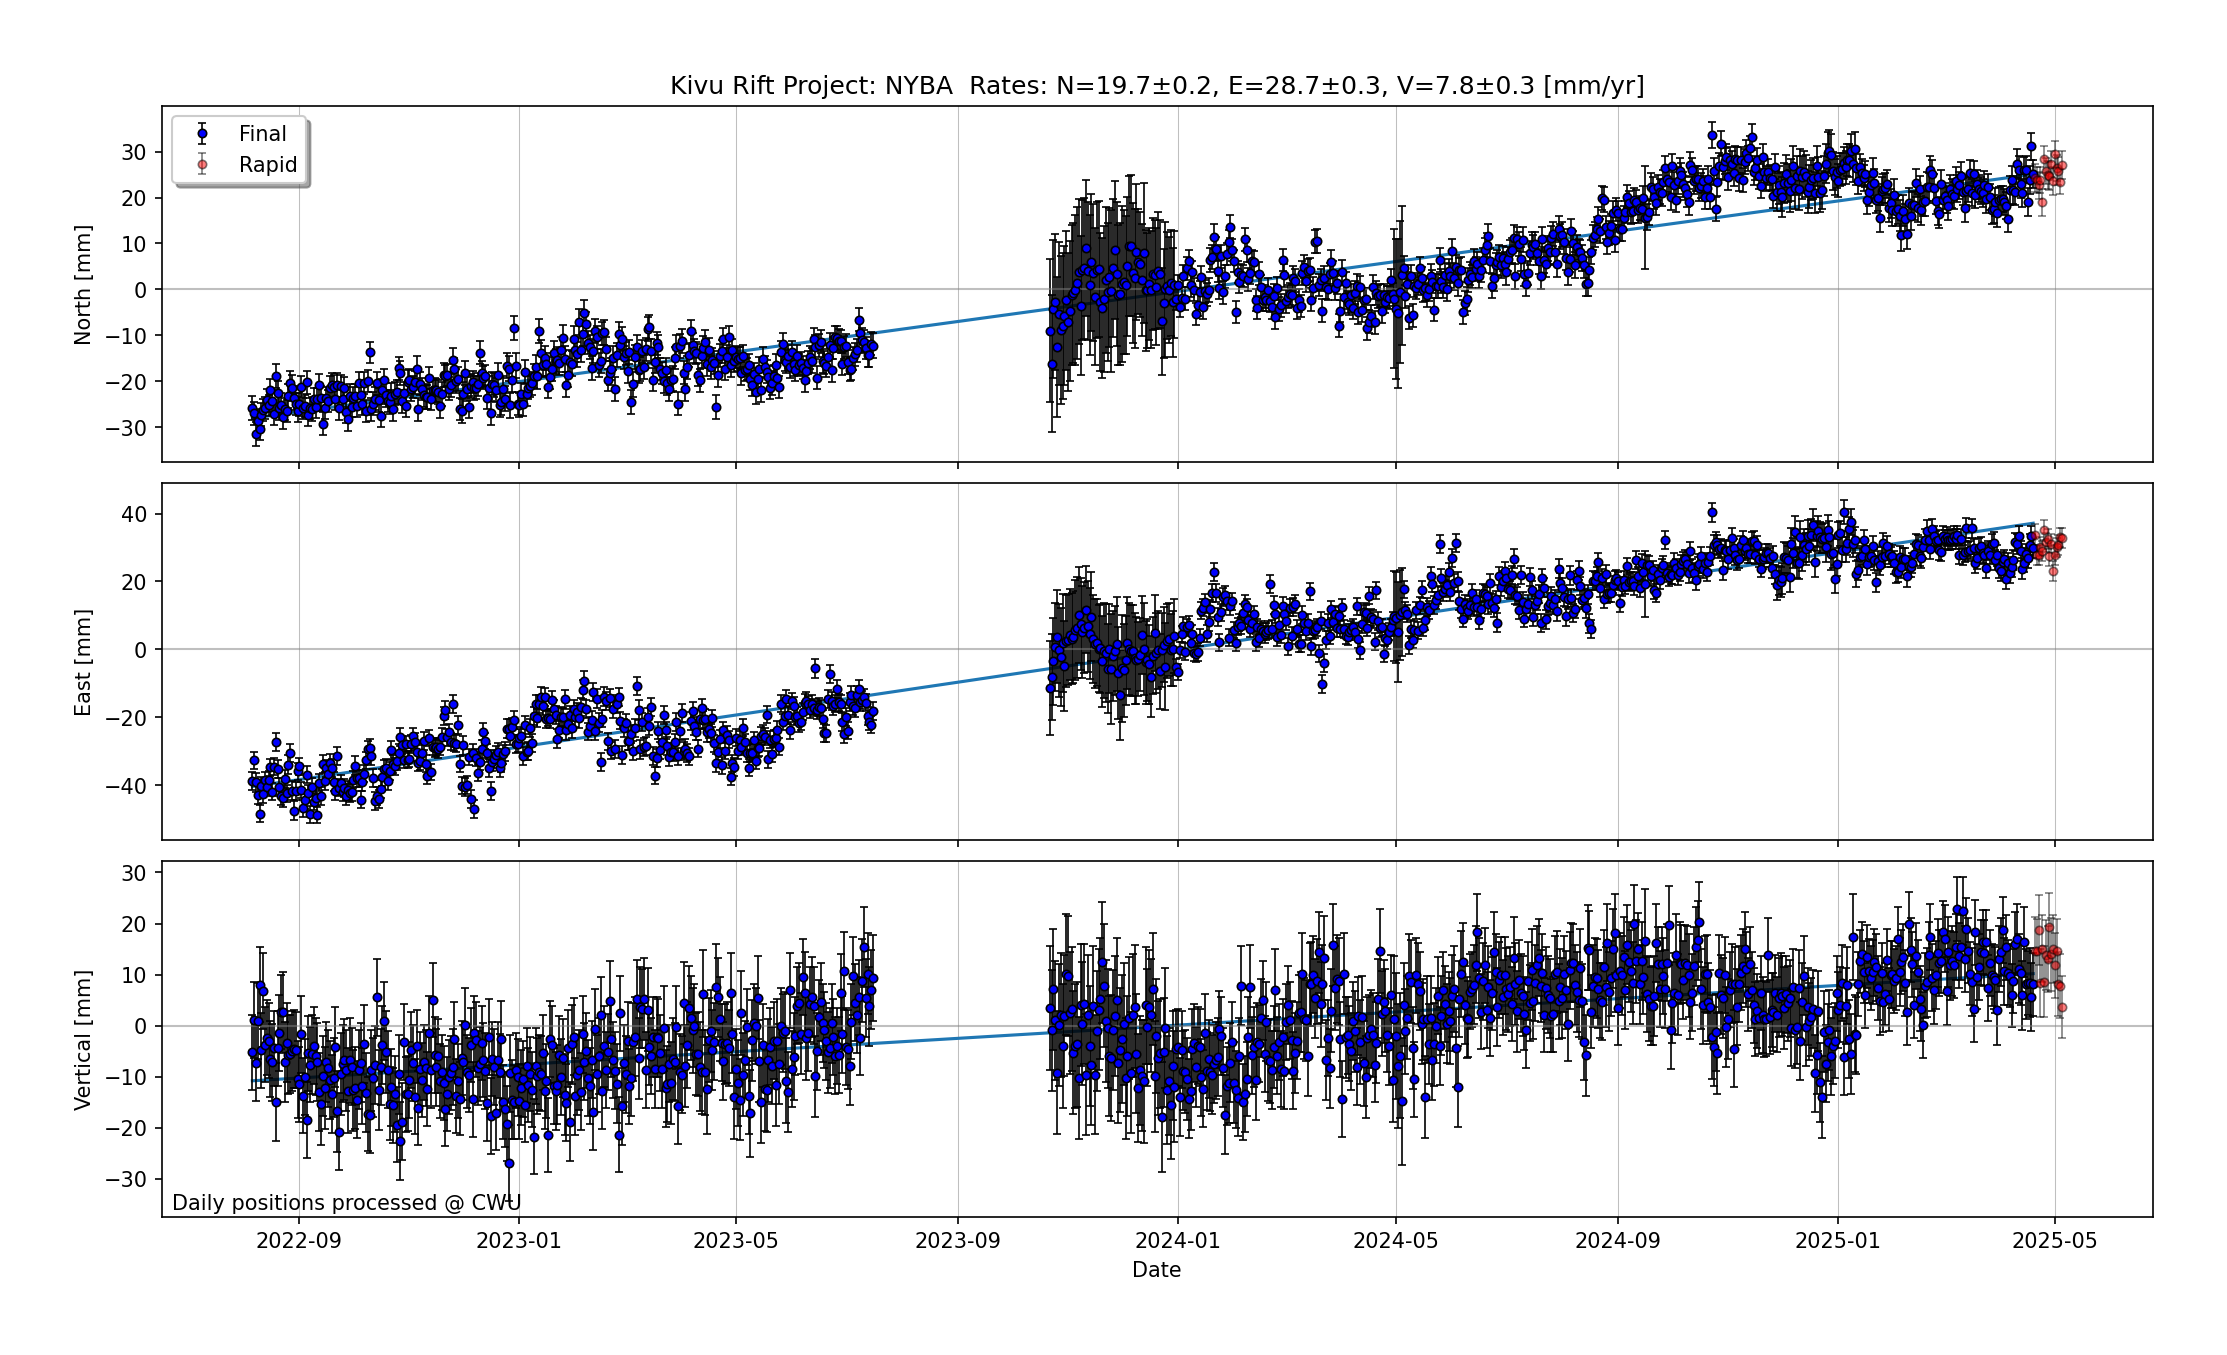 Kivu Rift Project: NYBA  Rates: N=19.7±0.2, E=28.7±0.3, V=7.8±0.3 [mm/yr]
Final
Rapid
North [mm]
30
20
10
0
−10
−20
−30
East [mm]
40
20
0
−20
−40
Vertical [mm]
30
20
10
0
−10
−20
−30
Daily positions processed @ CWU
2022-09 2023-01 2023-05 2023-09 2024-01 2024-05 2024-09 2025-01 2025-05
Date